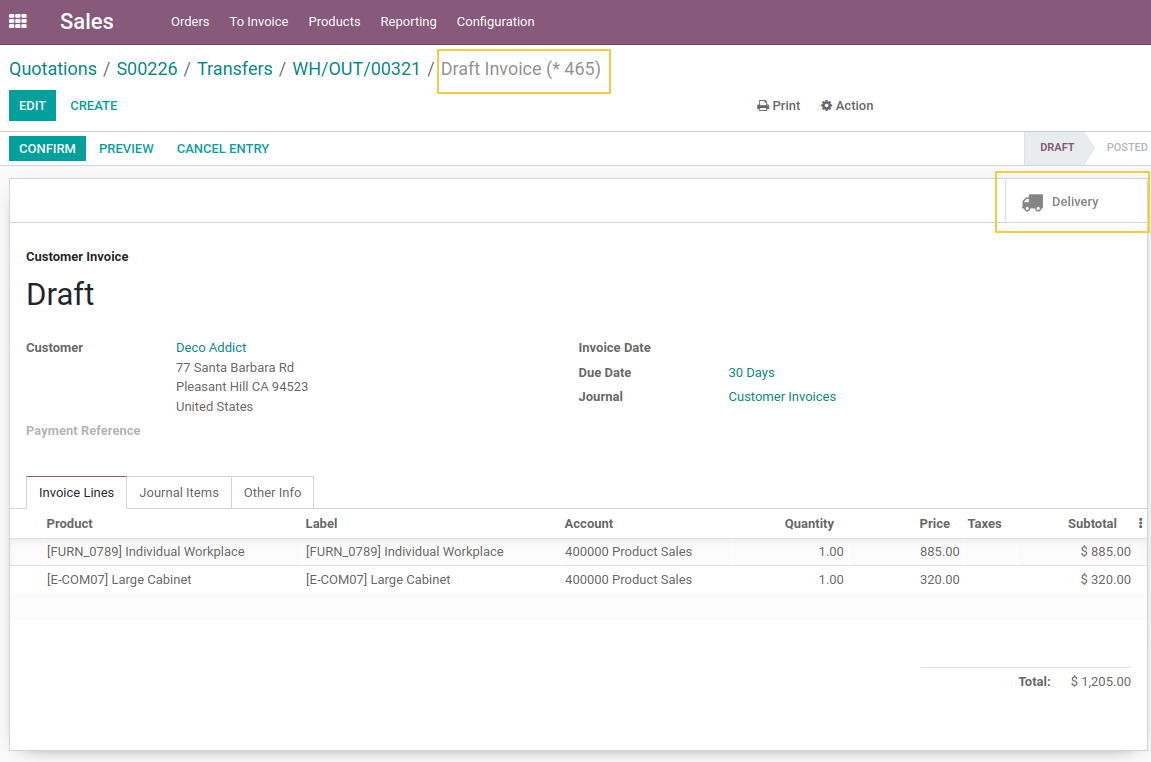 Sales Orders To Invoice Products Reporting Configuration
Quotations / S00226 / Transfers / WH/OUT/00321 / Draft Invoice (* 465)
EDIT CREATE Print Action
CONFIRM PREVIEW CANCEL ENTRY DRAFT POSTED
Delivery
Customer Invoice
Draft
Customer Deco Addict Invoice Date
77 Santa Barbara Rd
Due Date 30 Days
Pleasant Hill CA 94523
Journal Customer Invoices
United States
Payment Reference
Invoice Lines Journal Items Other Info
Product Label Account Quantity Price Taxes Subtotal
[FURN_0789] Individual Workplace [FURN_0789] Individual Workplace 400000 Product Sales 1.00 885.00 $ 885.00
[E-COM07] Large Cabinet [E-COM07] Large Cabinet 400000 Product Sales 1.00 320.00 $ 320.00
Total: $ 1,205.00